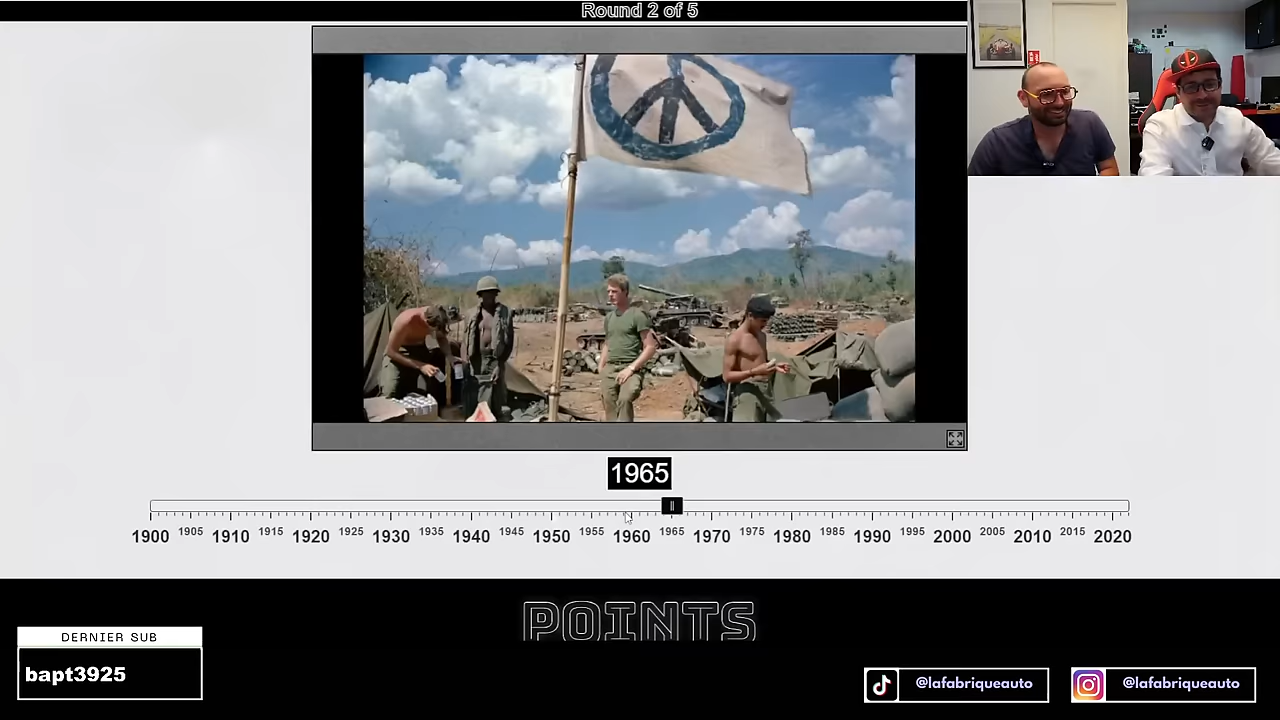 Round 2 of 5
1965
1900 1905 1910 1915 1920 1925 1930 1935 1940 1945 1950 1955 1960 1965 1970 1975 1980 1985 1990 1995 2000 2005 2010 2015 2020
POINTS
DERNIER SUB
bapt3925
@lafabriqueauto
@lafabriqueauto